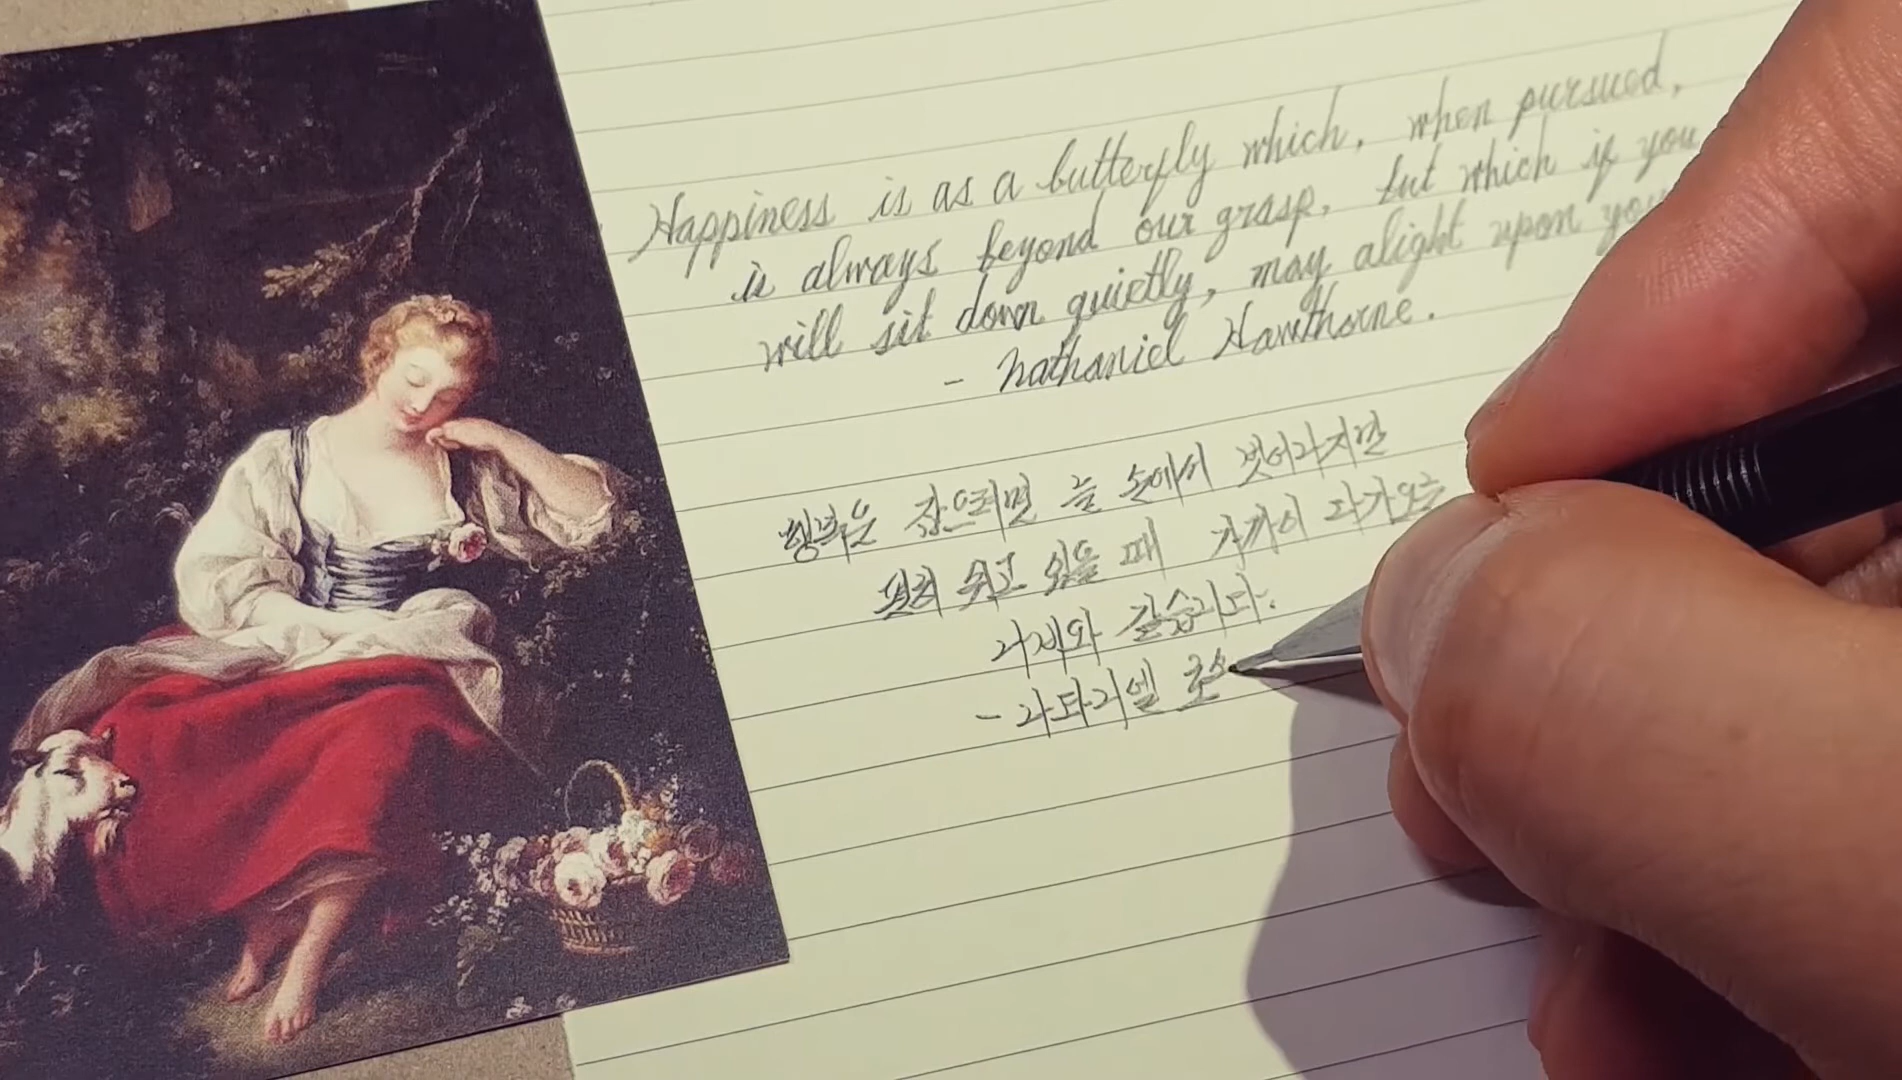 Happiness is as a butterfly which, when pursued,
is always beyond our grasp, but which if you
will sit down quietly, may alight upon you
- Nathaniel Hawthorne.
행복은 잡으려면 늘 손에서 벗어나지만
쉬고 있을 때 가까이 다가오는
나비와 같습니다.
- 나다니엘 호손